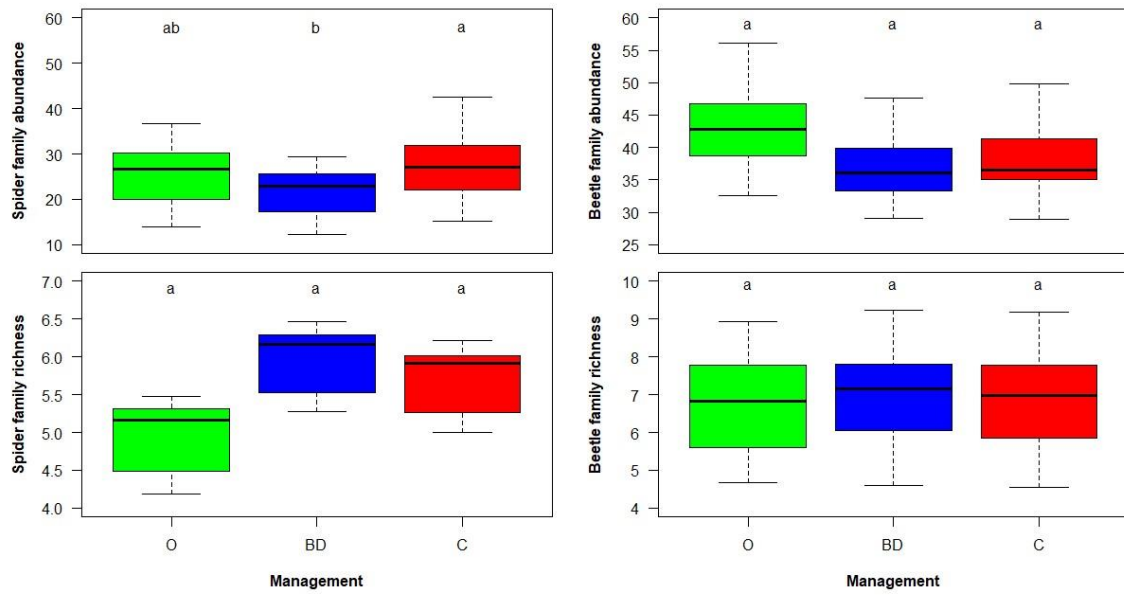 Spider family abundance
60
50
40
30
20
10
ab b a
Beetle family abundance
60
55
50
45
40
35
30
25
a a a
Spider family richness
7.0
6.5
6.0
5.5
5.0
4.5
4.0
a a a
O BD C
Management
Beetle family richness
10
9
8
7
6
5
4
a a a
O BD C
Management